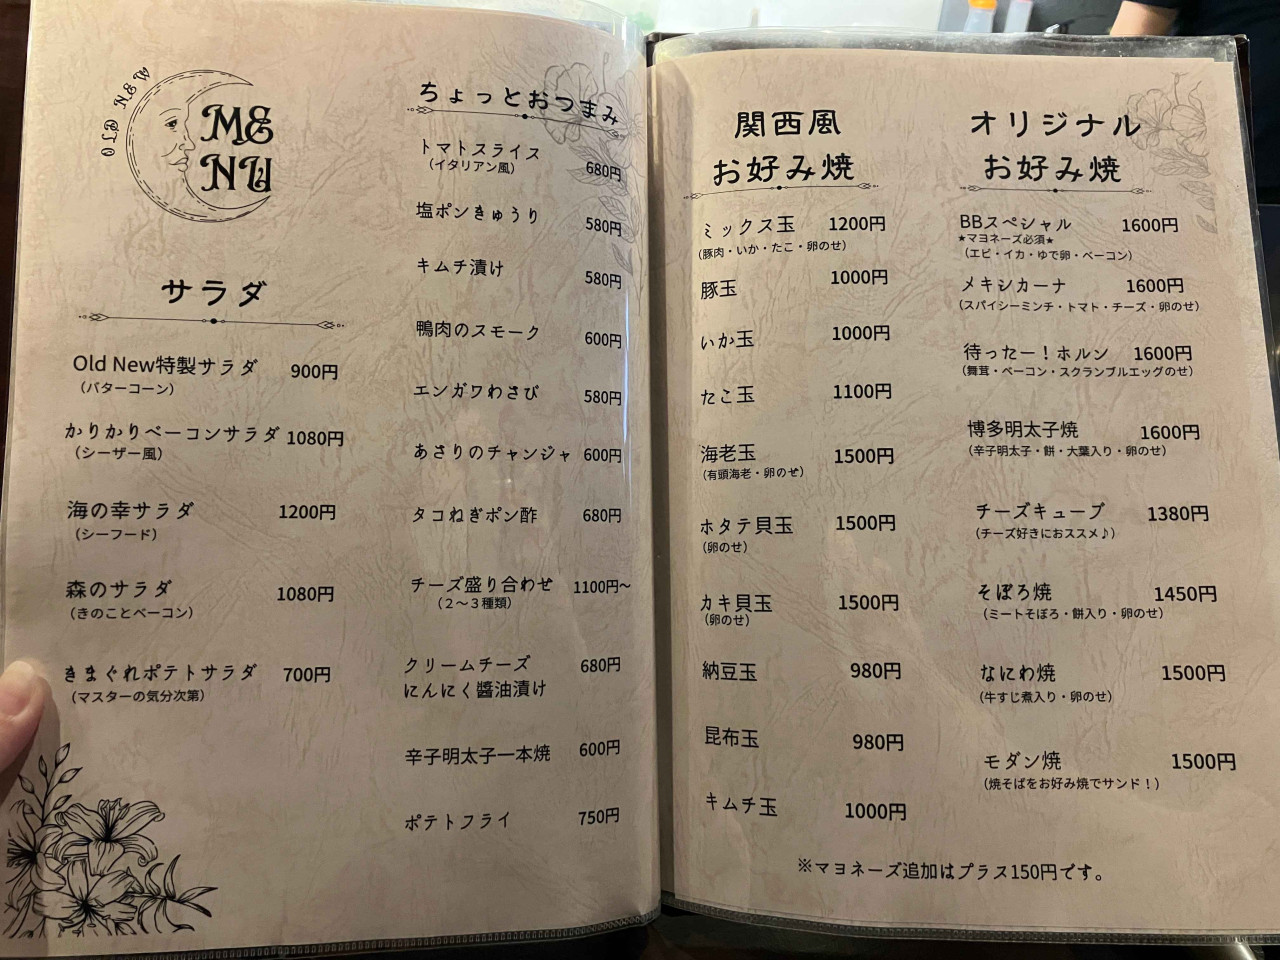 OLD NEW
MENU
サラダ
Old New特製サラダ 900円
（バターコーン）
かりかりベーコンサラダ 1080円
（シーザー風）
海の幸サラダ 1200円
（シーフード）
森のサラダ 1080円
（きのことベーコン）
きまぐれポテトサラダ 700円
（マスターの気分次第）
ちょっとおつまみ
トマトスライス 680円
（イタリアン風）
塩ポンきゅうり 580円
キムチ漬け 580円
鴨肉のスモーク 600円
エンガワわさび 580円
あさりのチャンジャ 600円
タコねぎポン酢 680円
チーズ盛り合わせ 1100円～
（２～３種類）
クリームチーズ 680円
にんにく醬油漬け
辛子明太子一本焼 600円
ポテトフライ 750円
関西風
お好み焼
ミックス玉 1200円
（豚肉・いか・たこ・卵のせ）
豚玉 1000円
いか玉 1000円
たこ玉 1100円
海老玉 1500円
（有頭海老・卵のせ）
ホタテ貝玉 1500円
（卵のせ）
カキ貝玉 1500円
（卵のせ）
納豆玉 980円
昆布玉 980円
キムチ玉 1000円
オリジナル
お好み焼
BBスペシャル 1600円
★マヨネーズ必須★
（エビ・イカ・ゆで卵・ベーコン）
メキシカーナ 1600円
（スパイシーミンチ・トマト・チーズ・卵のせ）
待ったー！ホルン 1600円
（舞茸・ベーコン・スクランブルエッグのせ）
博多明太子焼 1600円
（辛子明太子・餅・大葉入り・卵のせ）
チーズキューブ 1380円
（チーズ好きにおススメ♪）
そぼろ焼 1450円
（ミートそぼろ・餅入り・卵のせ）
なにわ焼 1500円
（牛すじ煮入り・卵のせ）
モダン焼 1500円
（焼そばをお好み焼でサンド！）
※マヨネーズ追加はプラス150円です。